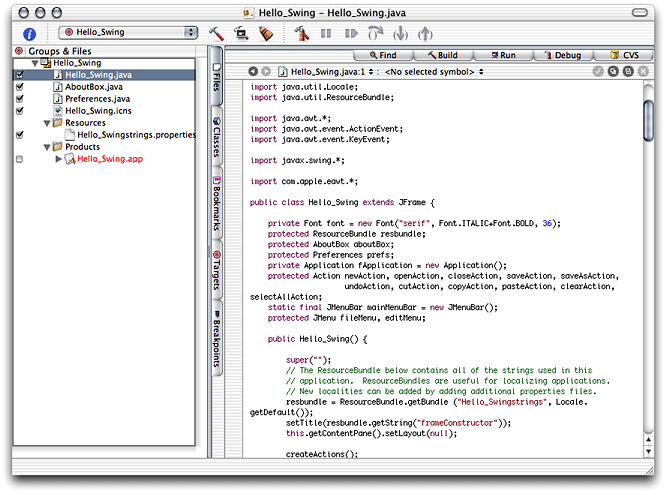 Hello_Swing – Hello_Swing.java
Hello_Swing
Find Build Run Debug CVS
Groups & Files
Hello_Swing
Hello_Swing.java
AboutBox.java
Preferences.java
Hello_Swing.icns
Resources
Hello_Swingstrings.properties
Products
Hello_Swing.app
Files
Classes
Bookmarks
Targets
Breakpoints
Hello_Swing.java:1 : <No selected symbol>
import java.util.Locale;
import java.util.ResourceBundle;
import java.awt.*;
import java.awt.event.ActionEvent;
import java.awt.event.KeyEvent;
import javax.swing.*;
import com.apple.eawt.*;
public class Hello_Swing extends JFrame {
private Font font = new Font("serif", Font.ITALIC+Font.BOLD, 36);
protected ResourceBundle resbundle;
protected AboutBox aboutBox;
protected Preferences prefs;
private Application fApplication = new Application();
protected Action newAction, openAction, closeAction, saveAction, saveAsAction,
undoAction, cutAction, copyAction, pasteAction, clearAction,
selectAllAction;
static final JMenuBar mainMenuBar = new JMenuBar();
protected JMenu fileMenu, editMenu;
public Hello_Swing() {
super("");
// The ResourceBundle below contains all of the strings used in this
// application.  ResourceBundles are useful for localizing applications.
// New localities can be added by adding additional properties files.
resbundle = ResourceBundle.getBundle ("Hello_Swingstrings", Locale.
getDefault());
setTitle(resbundle.getString("frameConstructor"));
this.getContentPane().setLayout(null);
createActions();